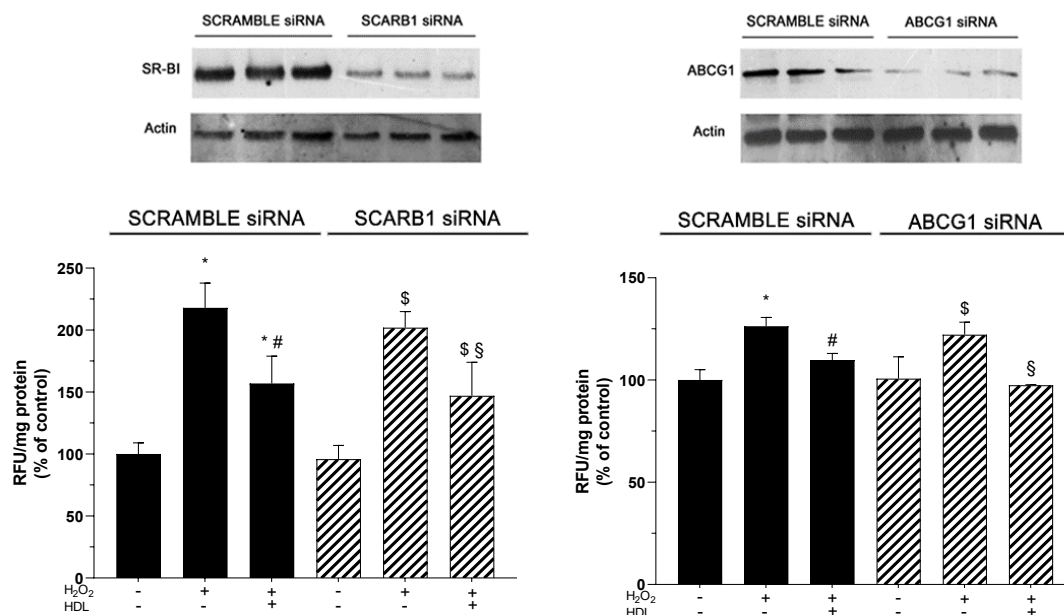 SCRAMBLE siRNA SCARB1 siRNA
SR-BI
Actin
SCRAMBLE siRNA SCARB1 siRNA
RFU/mg protein
(% of control)
250
200
150
100
50
0
*
* #
$
$ §
H₂O₂ - + + - + +
HDL - - + - - +
SCRAMBLE siRNA ABCG1 siRNA
ABCG1
Actin
SCRAMBLE siRNA ABCG1 siRNA
RFU/mg protein
(% of control)
150
100
50
0
*
#
$
§
H₂O₂ - + + - + +
HDL - - + - - +